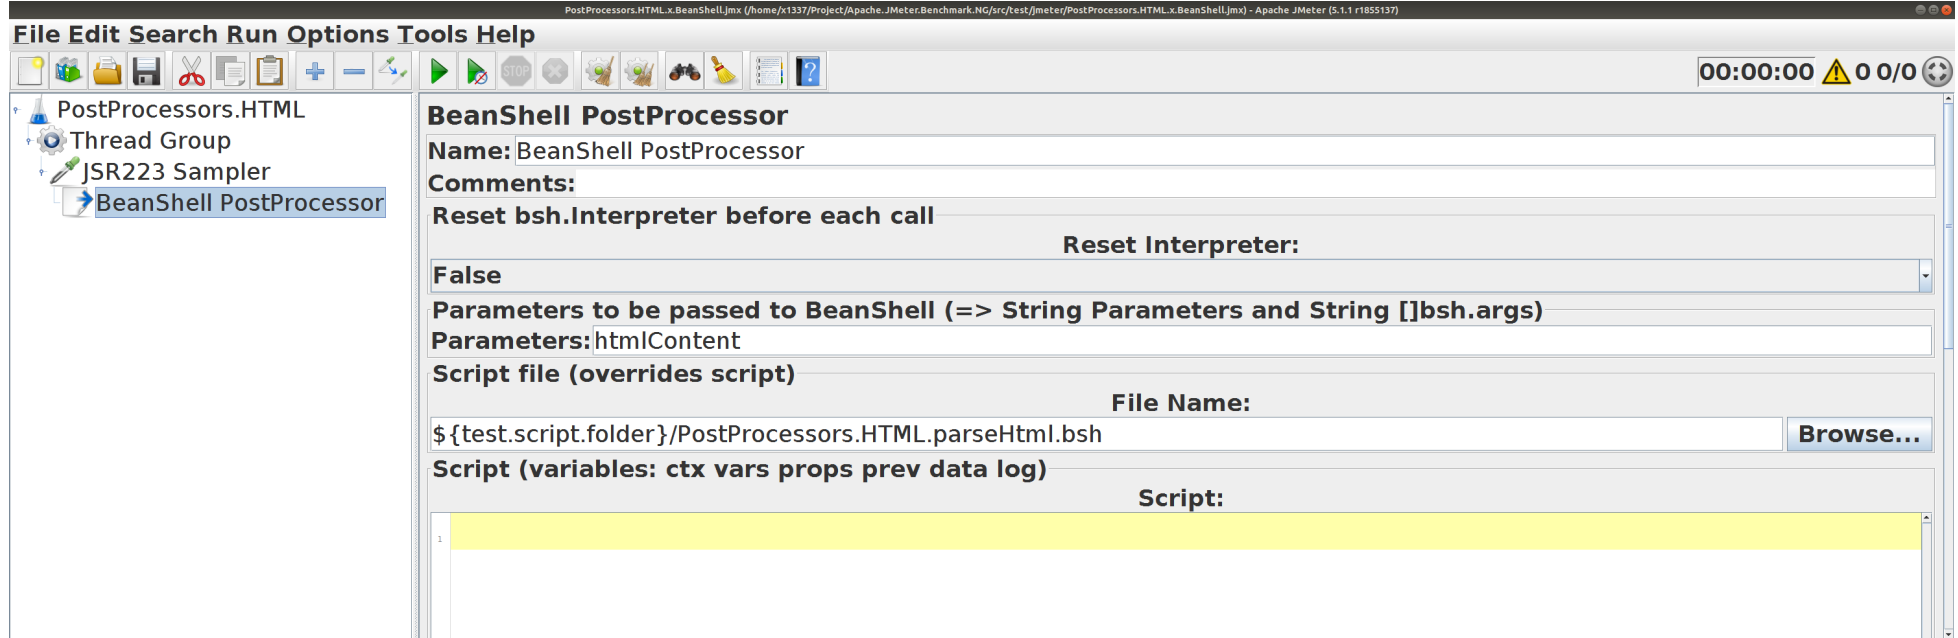 PostProcessors.HTML.x.BeanShell.jmx (/home/x1337/Project/Apache.JMeter.Benchmark.NG/src/test/jmeter/PostProcessors.HTML.x.BeanShell.jmx) - Apache JMeter (5.1.1 r1855137)
File Edit Search Run Options Tools Help
STOP
00:00:00 0 0/0
PostProcessors.HTML
Thread Group
JSR223 Sampler
BeanShell PostProcessor
BeanShell PostProcessor
Name: BeanShell PostProcessor
Comments:
Reset bsh.Interpreter before each call
Reset Interpreter:
False
Parameters to be passed to BeanShell (=> String Parameters and String []bsh.args)
Parameters: htmlContent
Script file (overrides script)
File Name:
${test.script.folder}/PostProcessors.HTML.parseHtml.bsh Browse...
Script (variables: ctx vars props prev data log)
Script:
1